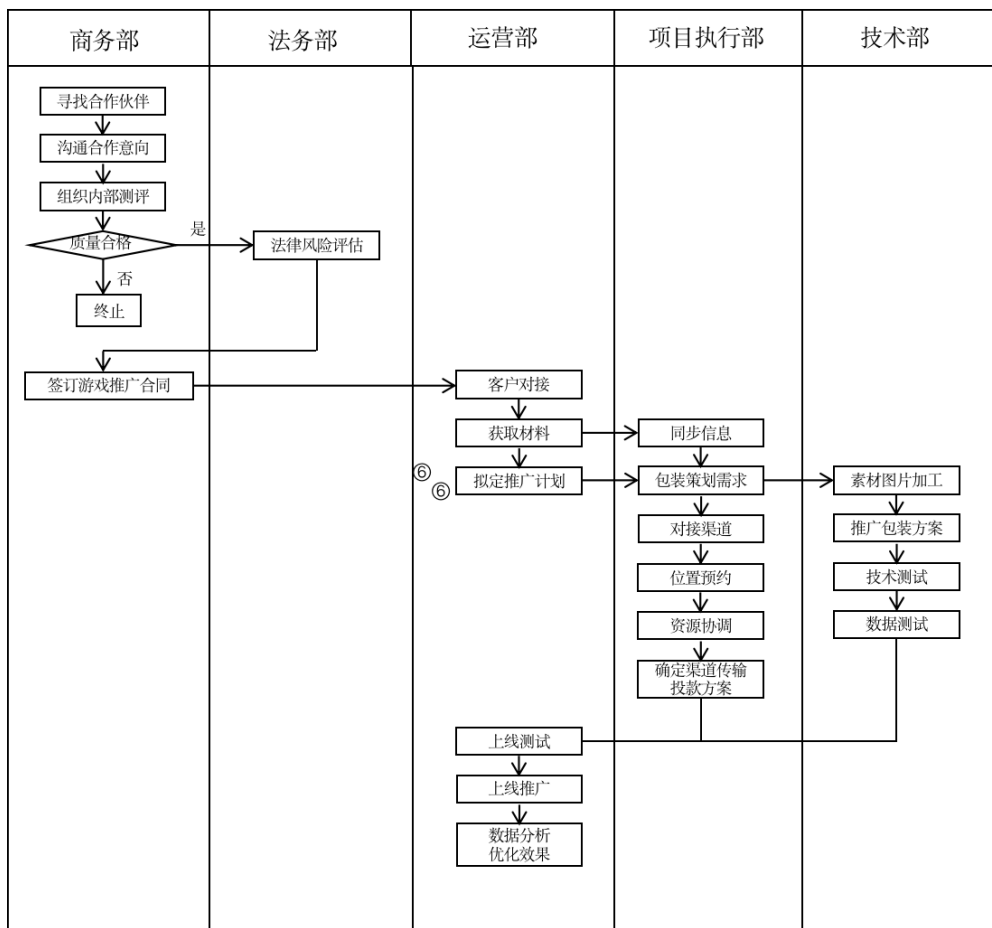 商务部
法务部
运营部
项目执行部
技术部
寻找合作伙伴
沟通合作意向
组织内部测评
质量合格
是
法律风险评估
否
终止
签订游戏推广合同
客户对接
获取材料
同步信息
⑥
⑥
拟定推广计划
包装策划需求
素材图片加工
对接渠道
推广包装方案
位置预约
技术测试
资源协调
数据测试
确定渠道传输
投款方案
上线测试
上线推广
数据分析
优化效果